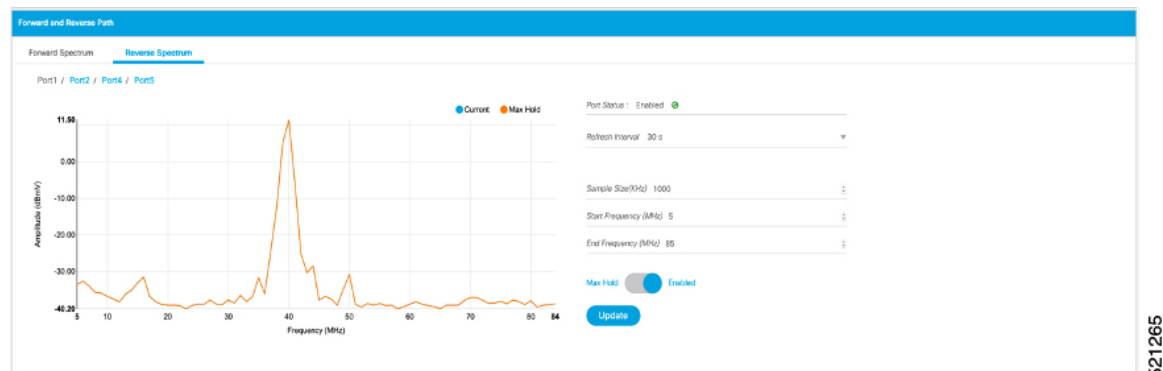 Forward and Reverse Path
Forward Spectrum Reverse Spectrum
Port1 / Port2 / Port4 / Port5
Current Max Hold
11.50
0.00
-10.00
-20.00
-30.00
-40.20
Amplitude (dBmV)
5 10 20 30 40 50 60 70 80 84
Frequency (MHz)
Port Status : Enabled
Refresh Interval 30 s
Sample Size(KHz) 1000
Start Frequency (MHz) 5
End Frequency (MHz) 85
Max Hold Enabled
Update
521265